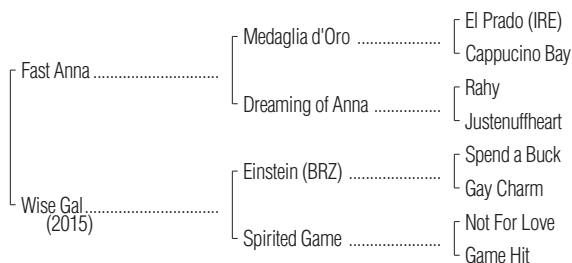 El Prado (IRE)
Medaglia d'Oro ....................
Cappucino Bay
Fast Anna ..............................
Rahy
Dreaming of Anna ................
Justenuffheart
Spend a Buck
Einstein (BRZ) ......................
Gay Charm
Wise Gal ................................
(2015)
Not For Love
Spirited Game ......................
Game Hit